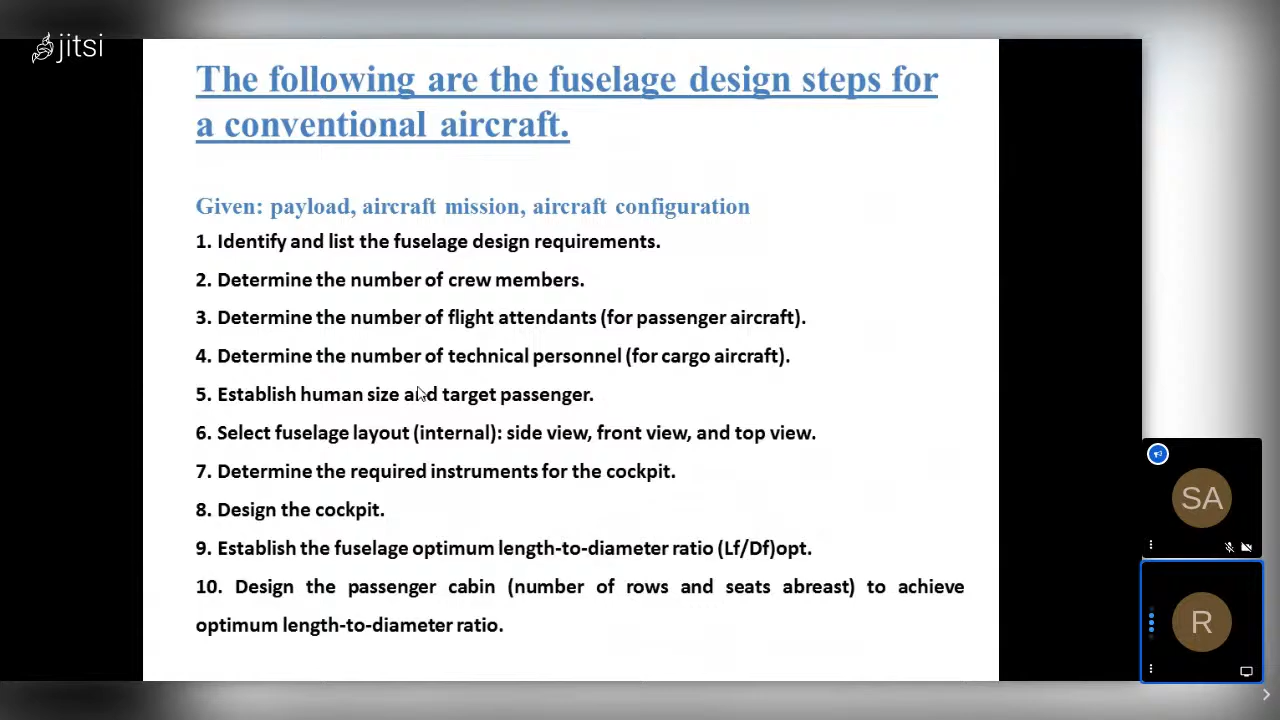 jitsi
The following are the fuselage design steps for
a conventional aircraft.
Given: payload, aircraft mission, aircraft configuration
1. Identify and list the fuselage design requirements.
2. Determine the number of crew members.
3. Determine the number of flight attendants (for passenger aircraft).
4. Determine the number of technical personnel (for cargo aircraft).
5. Establish human size and target passenger.
6. Select fuselage layout (internal): side view, front view, and top view.
7. Determine the required instruments for the cockpit.
8. Design the cockpit.
9. Establish the fuselage optimum length-to-diameter ratio (Lf/Df)opt.
10. Design the passenger cabin (number of rows and seats abreast) to achieve
optimum length-to-diameter ratio.
SA
R